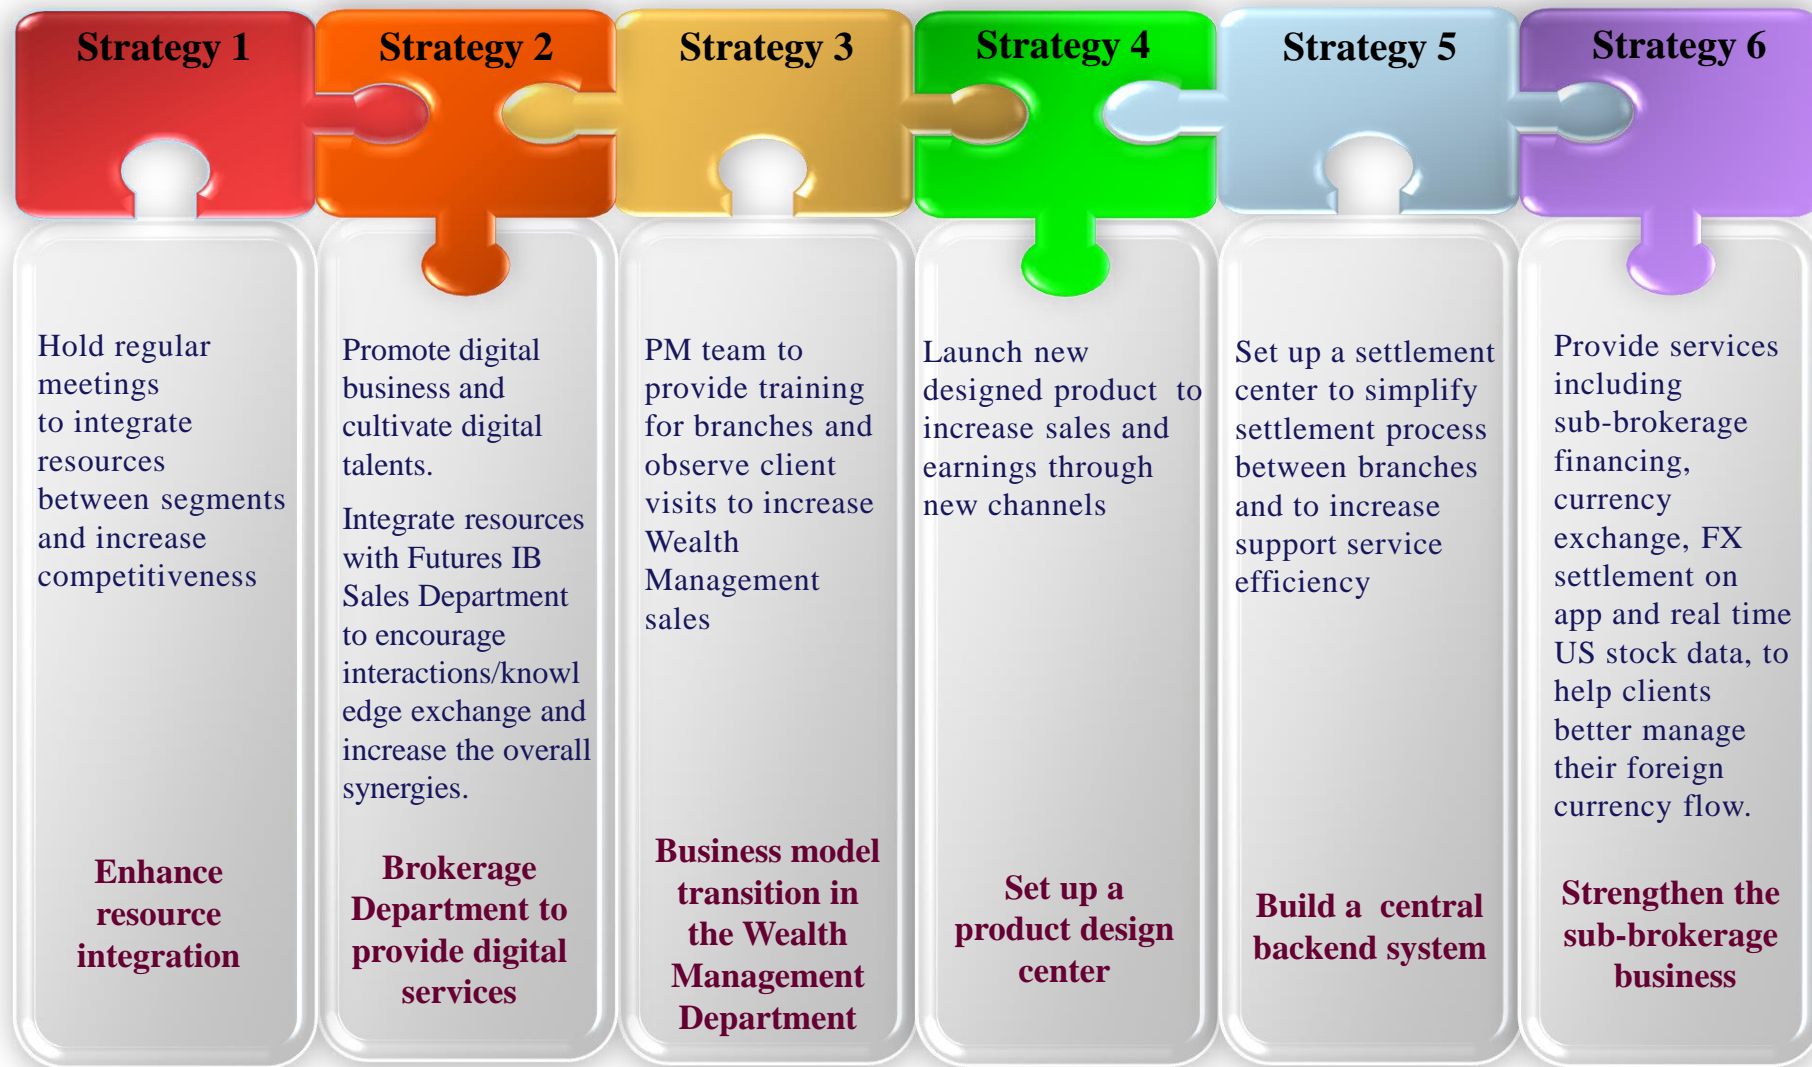 Strategy 1
Hold regular
meetings
to integrate
resources
between segments
and increase
competitiveness
Enhance
resource
integration
Strategy 2
Promote digital
business and
cultivate digital
talents.
Integrate resources
with Futures IB
Sales Department
to encourage
interactions/knowl
edge exchange and
increase the overall
synergies.
Brokerage
Department to
provide digital
services
Strategy 3
PM team to
provide training
for branches and
observe client
visits to increase
Wealth
Management
sales
Business model
transition in
the Wealth
Management
Department
Strategy 4
Launch new
designed product to
increase sales and
earnings through
new channels
Set up a
product design
center
Strategy 5
Set up a settlement
center to simplify
settlement process
between branches
and to increase
support service
efficiency
Build a central
backend system
Strategy 6
Provide services
including
sub-brokerage
financing,
currency
exchange, FX
settlement on
app and real time
US stock data, to
help clients
better manage
their foreign
currency flow.
Strengthen the
sub-brokerage
business